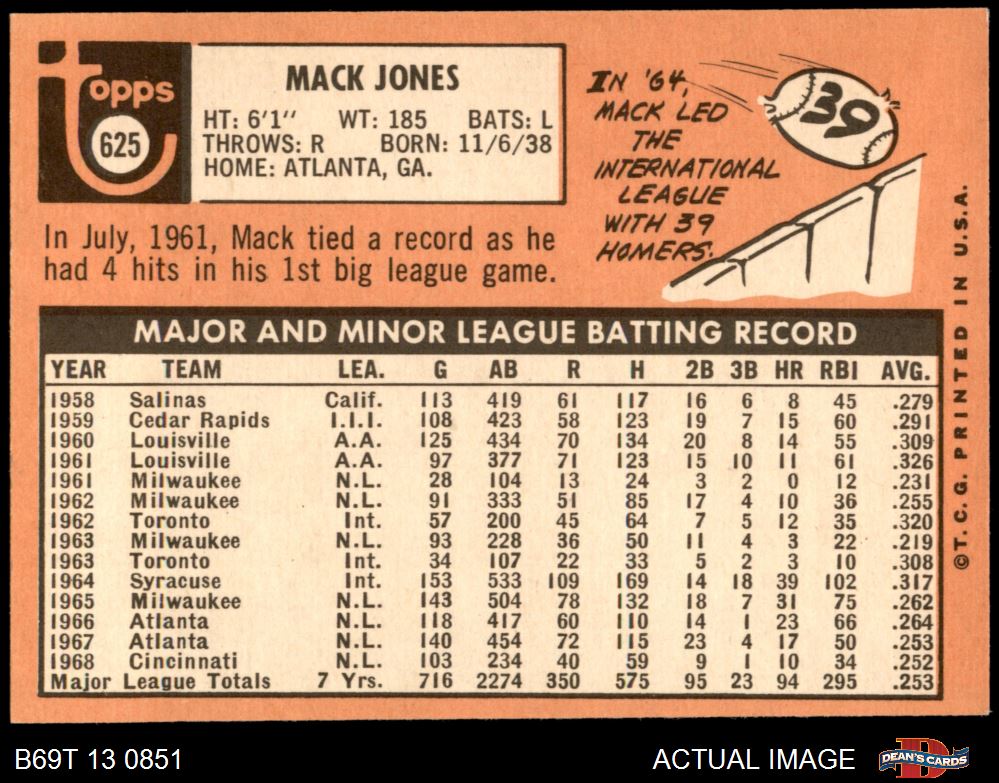 topps
625
MACK JONES
HT: 6'1" WT: 185 BATS: L
THROWS: R BORN: 11/6/38
HOME: ATLANTA, GA.
In July, 1961, Mack tied a record as he
had 4 hits in his 1st big league game.
IN '64,
MACK LED
THE
INTERNATIONAL
LEAGUE
WITH 39
HOMERS.
39
MAJOR AND MINOR LEAGUE BATTING RECORD
YEAR TEAM LEA. G AB R H 2B 3B HR RBI AVG.
1958 Salinas Calif. 113 419 61 117 16 6 8 45 .279
1959 Cedar Rapids I.I.I. 108 423 58 123 19 7 15 60 .291
1960 Louisville A.A. 125 434 70 134 20 8 14 55 .309
1961 Louisville A.A. 97 377 71 123 15 10 11 61 .326
1961 Milwaukee N.L. 28 104 13 24 3 2 0 12 .231
1962 Milwaukee N.L. 91 333 51 85 17 4 10 36 .255
1962 Toronto Int. 57 200 45 64 7 5 12 35 .320
1963 Milwaukee N.L. 93 228 36 50 11 4 3 22 .219
1963 Toronto Int. 34 107 22 33 5 2 3 10 .308
1964 Syracuse Int. 153 533 109 169 14 18 39 102 .317
1965 Milwaukee N.L. 143 504 78 132 18 7 31 75 .262
1966 Atlanta N.L. 118 417 60 110 14 1 23 66 .264
1967 Atlanta N.L. 140 454 72 115 23 4 17 50 .253
1968 Cincinnati N.L. 103 234 40 59 9 1 10 34 .252
Major League Totals 7 Yrs. 716 2274 350 575 95 23 94 295 .253
©T.C.G. PRINTED IN U.S.A.
B69T 13 0851
ACTUAL IMAGE
DEAN'S CARDS